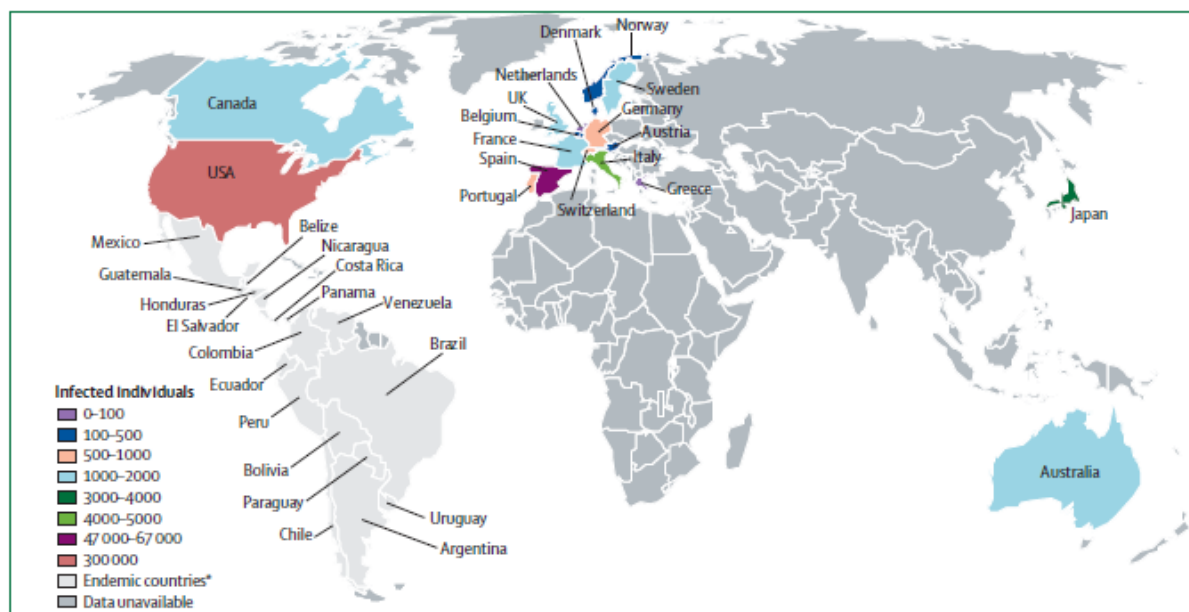 Norway
Denmark
Netherlands
Canada
Sweden
UK
Germany
Belgium
Austria
France
USA
Italy
Spain
Greece
Portugal
Switzerland
Japan
Belize
Mexico
Nicaragua
Guatemala
Costa Rica
Honduras
Panama
Venezuela
El Salvador
Colombia
Brazil
Ecuador
Infected individuals
0–100
Peru
100–500
500–1000
Bolivia
1000–2000
Australia
3000–4000
Paraguay
4000–5000
Uruguay
47 000–67 000
Chile
Argentina
300 000
Endemic countries*
Data unavailable